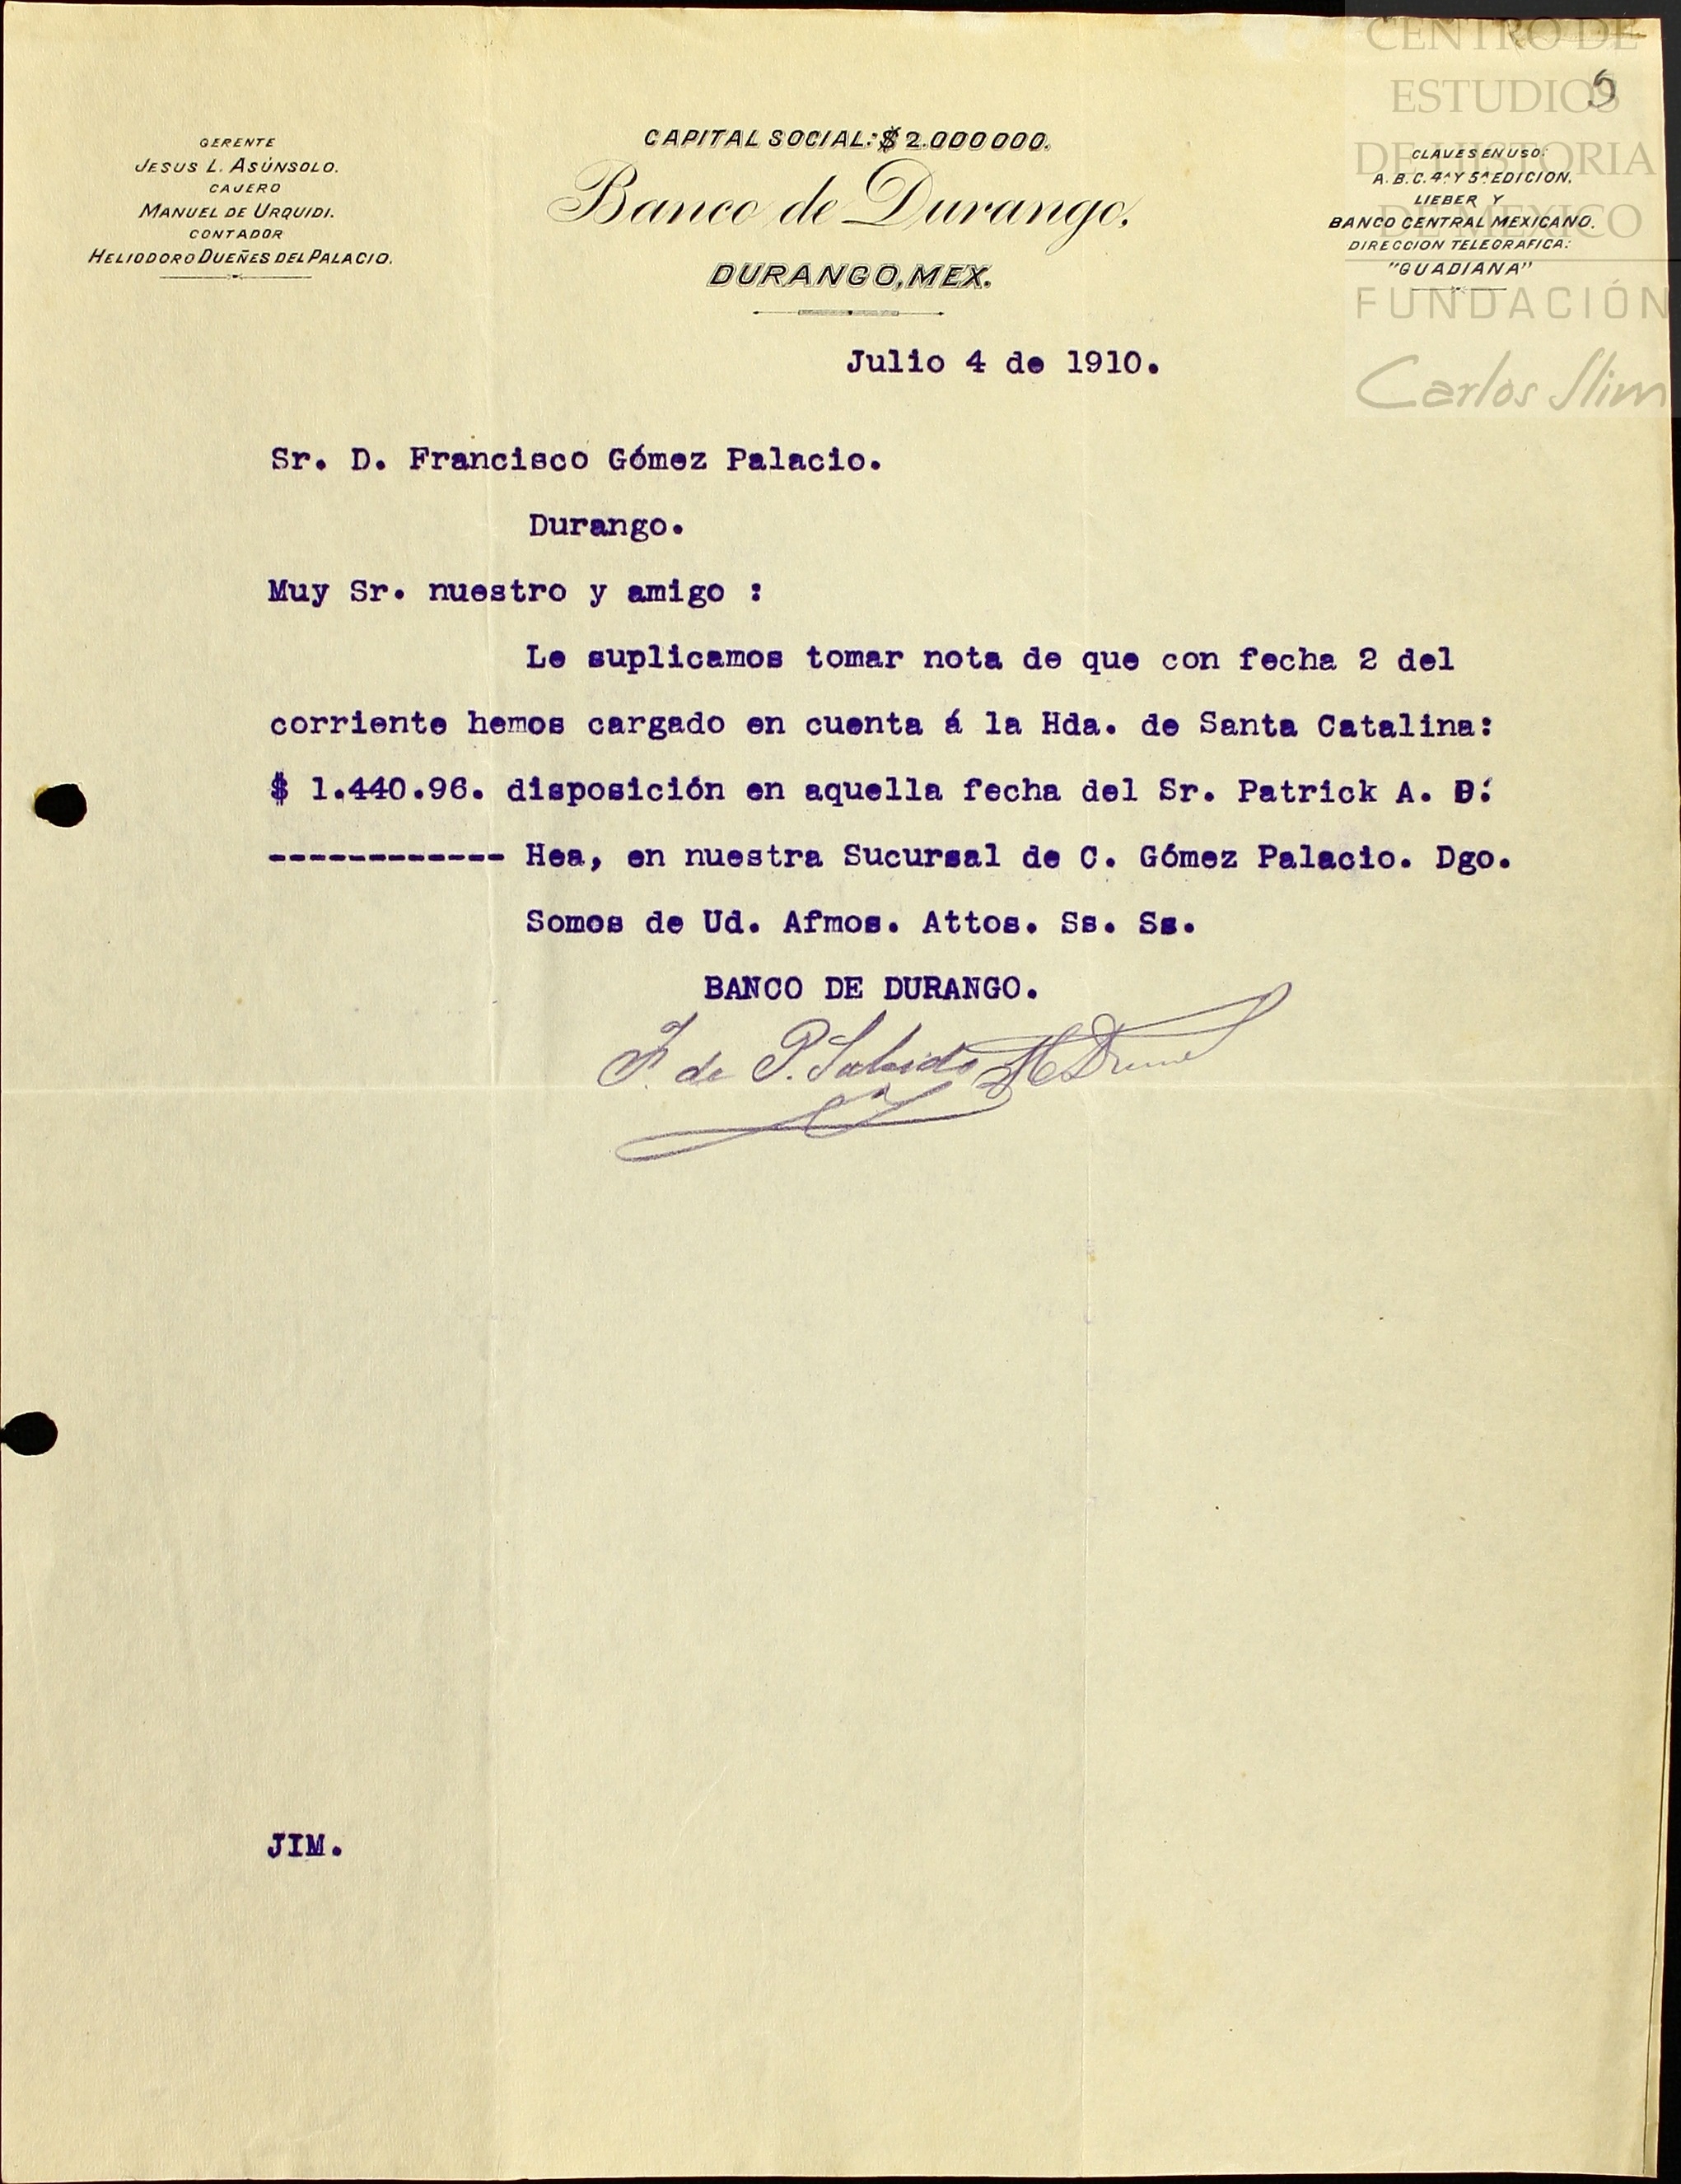 CENTRO DE
ESTUDIOS
DE HISTORIA
DE MEXICO
FUNDACIÓN
Carlos Slim
5
GERENTE
JESUS L. ASÚNSOLO.
CAJERO
MANUEL DE URQUIDI.
CONTADOR
HELIODORO DUEÑES DEL PALACIO.
CAPITAL SOCIAL: $ 2.000000.
Banco de Durango,
DURANGO, MEX.
CLAVES EN USO:
A. B. C. 4ª Y 5ª EDICION,
LIEBER Y
BANCO CENTRAL MEXICANO.
DIRECCION TELEGRAFICA:
"GUADIANA"
Julio 4 de 1910.
Sr. D. Francisco Gómez Palacio.
Durango.
Muy Sr. nuestro y amigo :
Le suplicamos tomar nota de que con fecha 2 del
corriente hemos cargado en cuenta á la Hda. de Santa Catalina:
$ 1.440.96. disposición en aquella fecha del Sr. Patrick A. O'
------------ Hea, en nuestra Sucursal de C. Gómez Palacio. Dgo.
Somos de Ud. Afmos. Attos. Ss. Ss.
BANCO DE DURANGO.
F. de P. Sabido
JIM.